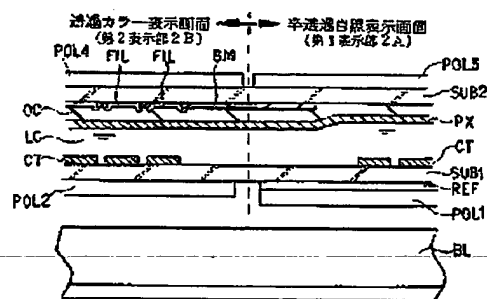 透過カラー表示画面
(第2表示部2B)
半透過白黒表示画面
(第1表示部2A)
POL4
FIL
FIL
BM
POL3
SUB2
OC
PX
LC
CT
CT
SUB1
REF
POL2
POL1
BL